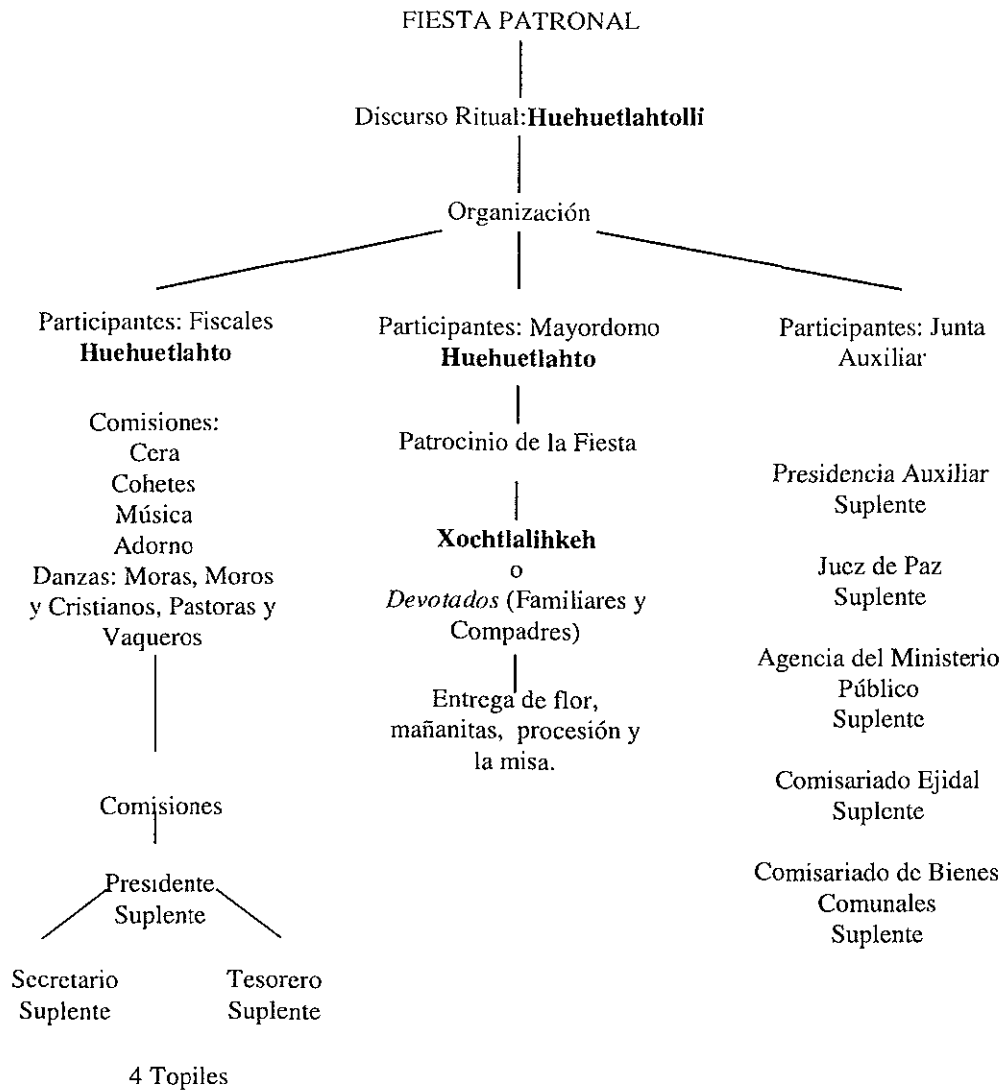 FIESTA PATRONAL
Discurso Ritual:Huehuetlahtolli
Organización
Participantes: Fiscales
Huehuetlahto
Comisiones:
Cera
Cohetes
Música
Adorno
Danzas: Moras, Moros
y Cristianos, Pastoras y
Vaqueros
Comisiones
Presidente
Suplente
Secretario
Suplente
Tesorero
Suplente
4 Topiles
Participantes: Mayordomo
Huehuetlahto
Patrocinio de la Fiesta
Xochtlalihkeh
o
Devotados (Familiares y
Compadres)
Entrega de flor,
mañanitas, procesión y
la misa.
Participantes: Junta
Auxiliar
Presidencia Auxiliar
Suplente
Juez de Paz
Suplente
Agencia del Ministerio
Público
Suplente
Comisariado Ejidal
Suplente
Comisariado de Bienes
Comunales
Suplente